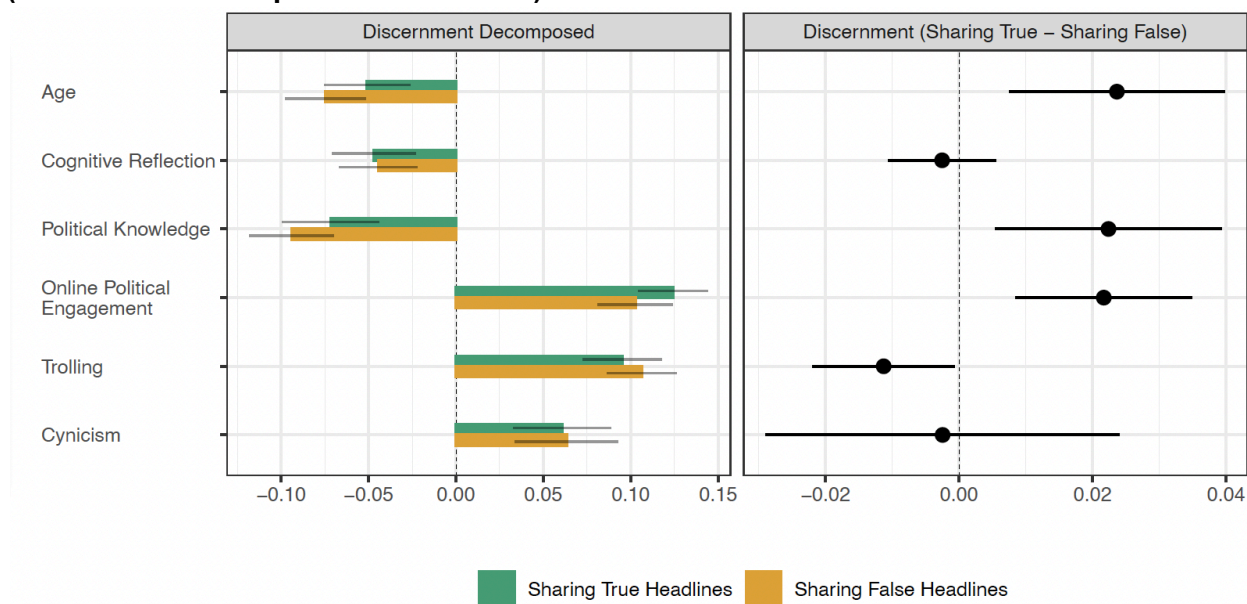 Discernment Decomposed
Discernment (Sharing True − Sharing False)
Age
Cognitive Reflection
Political Knowledge
Online Political
Engagement
Trolling
Cynicism
−0.10 −0.05 0.00 0.05 0.10 0.15
−0.02 0.00 0.02 0.04
Sharing True Headlines
Sharing False Headlines